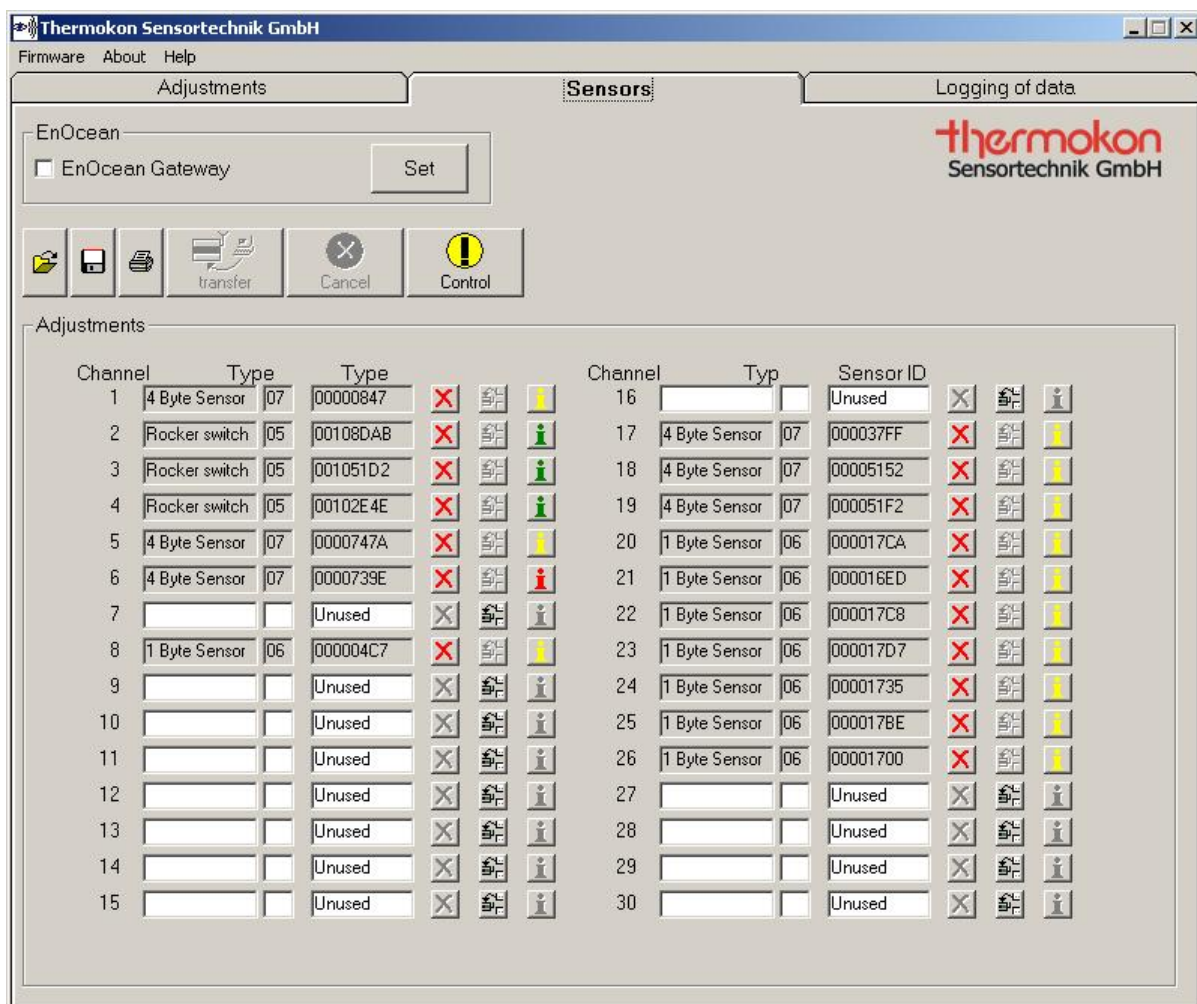 Thermokon Sensortechnik GmbH
Firmware About Help
Adjustments Sensors Logging of data
EnOcean
EnOcean Gateway Set
thermokon
Sensortechnik GmbH
transfer Cancel Control
Adjustments
Channel Type Type Channel Typ Sensor ID
1 4 Byte Sensor 07 00000847 16 Unused
2 Rocker switch 05 00108DAB 17 4 Byte Sensor 07 000037FF
3 Rocker switch 05 001051D2 18 4 Byte Sensor 07 00005152
4 Rocker switch 05 00102E4E 19 4 Byte Sensor 07 000051F2
5 4 Byte Sensor 07 0000747A 20 1 Byte Sensor 06 000017CA
6 4 Byte Sensor 07 0000739E 21 1 Byte Sensor 06 000016ED
7 Unused 22 1 Byte Sensor 06 000017C8
8 1 Byte Sensor 06 000004C7 23 1 Byte Sensor 06 000017D7
9 Unused 24 1 Byte Sensor 06 00001735
10 Unused 25 1 Byte Sensor 06 000017BE
11 Unused 26 1 Byte Sensor 06 00001700
12 Unused 27 Unused
13 Unused 28 Unused
14 Unused 29 Unused
15 Unused 30 Unused